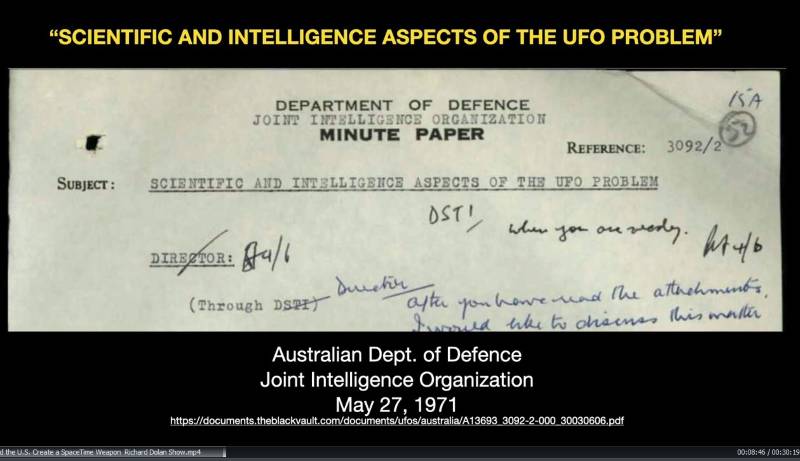 “SCIENTIFIC AND INTELLIGENCE ASPECTS OF THE UFO PROBLEM”
15A
52
DEPARTMENT OF DEFENCE
JOINT INTELLIGENCE ORGANIZATION
MINUTE PAPER
REFERENCE: 3092/2
SUBJECT: SCIENTIFIC AND INTELLIGENCE ASPECTS OF THE UFO PROBLEM
DSTI
when you are ready.
4/6
DIRECTOR: 4/6
(Through DSTI)
Director
after you have read the attachments,
I would like to discuss this matter
Australian Dept. of Defence
Joint Intelligence Organization
May 27, 1971
https://documents.theblackvault.com/documents/ufos/australia/A13693_3092-2-000_30030606.pdf
d the U.S. Create a SpaceTime Weapon Richard Dolan Show.mp4
00:08:46 / 00:30:19